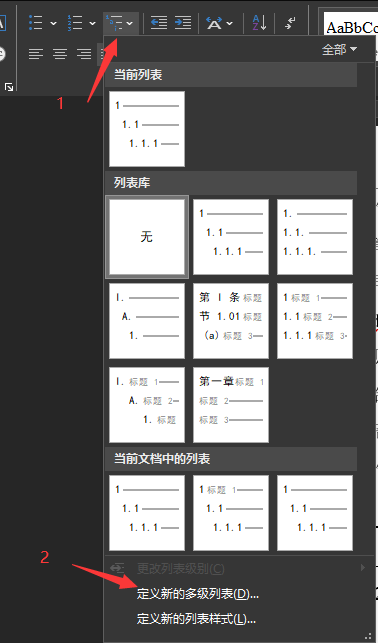 AaBbCc
1
全部
当前列表
1
1.1
1.1.1
列表库
无
1
1.1
1.1.1
1.
1.1.
1.1.1.
I.
A.
1.
第 I 条 标题
节 1.01 标题
(a) 标题 3
1 标题 1
1.1 标题 2
1.1.1 标题 3
I. 标题 1
A. 标题 2
1. 标题
第一章 标题 1
标题 2
标题 3
当前文档中的列表
1
1.1
1.1.1
1 标题 1
1.1
1.1.1
1
1.1
1.1.1
2
更改列表级别(C)
定义新的多级列表(D)...
定义新的列表样式(L)...